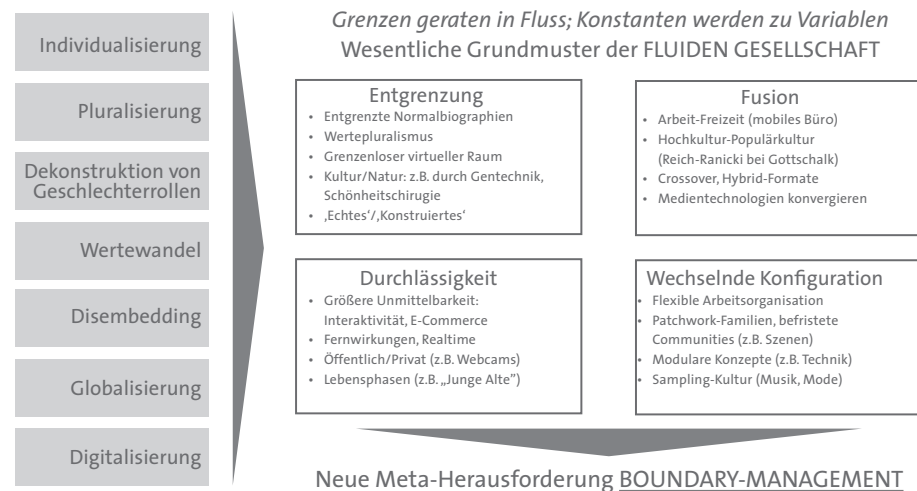 Individualisierung
Pluralisierung
Dekonstruktion von
Geschlechterrollen
Wertewandel
Disembedding
Globalisierung
Digitalisierung
Grenzen geraten in Fluss; Konstanten werden zu Variablen
Wesentliche Grundmuster der FLUIDEN GESELLSCHAFT
Entgrenzung
• Entgrenzte Normalbiographien
• Wertepluralismus
• Grenzenloser virtueller Raum
• Kultur/Natur: z.B. durch Gentechnik,
Schönheitschirugie
• ‚Echtes‘/‚Konstruiertes‘
Fusion
• Arbeit-Freizeit (mobiles Büro)
• Hochkultur-Populärkultur
(Reich-Ranicki bei Gottschalk)
• Crossover, Hybrid-Formate
• Medientechnologien konvergieren
Durchlässigkeit
• Größere Unmittelbarkeit:
Interaktivität, E-Commerce
• Fernwirkungen, Realtime
• Öffentlich/Privat (z.B. Webcams)
• Lebensphasen (z.B. „Junge Alte”)
Wechselnde Konfiguration
• Flexible Arbeitsorganisation
• Patchwork-Familien, befristete
Communities (z.B. Szenen)
• Modulare Konzepte (z.B. Technik)
• Sampling-Kultur (Musik, Mode)
Neue Meta-Herausforderung BOUNDARY-MANAGEMENT